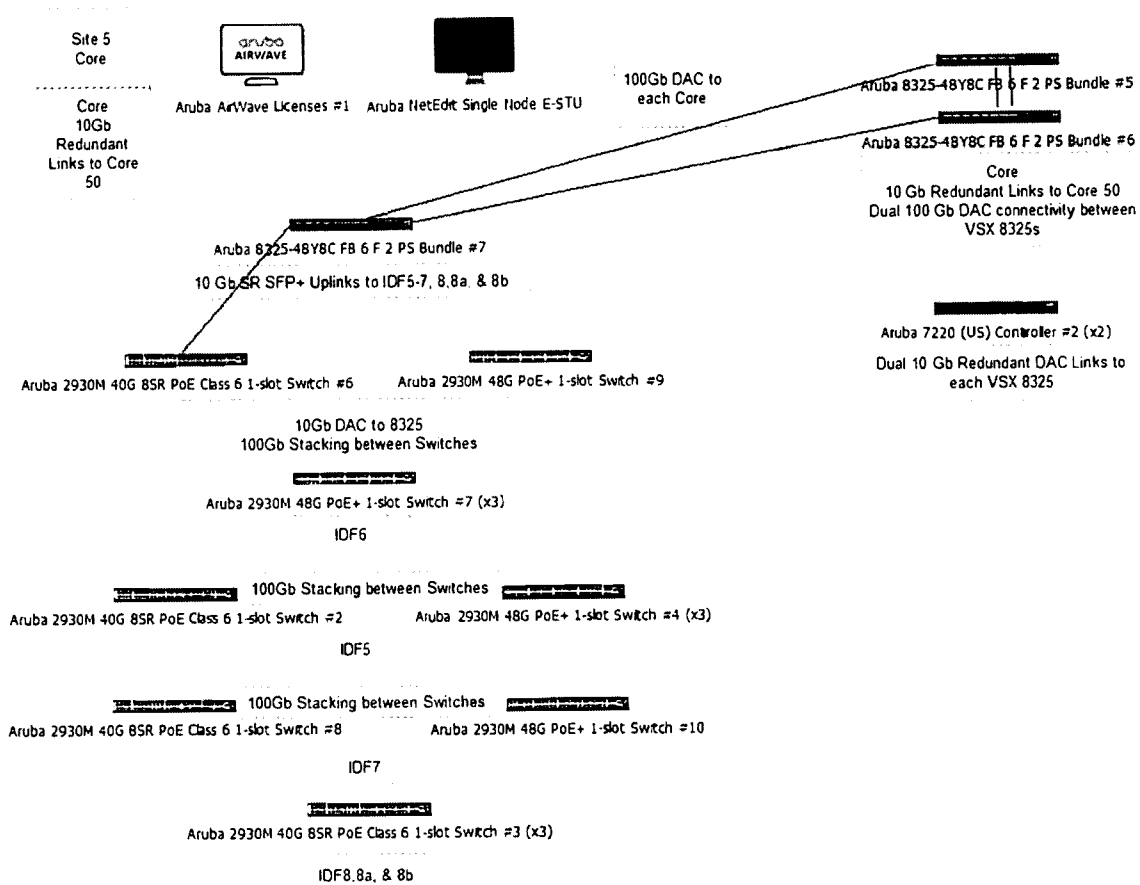 Site 5
Core
Core
10Gb
Redundant
Links to Core
50
aruba
AIRWAVE
Aruba AirWave Licenses #1
Aruba NetEdit Single Node E-STU
100Gb DAC to
each Core
Aruba 8325-48Y8C FB 6 F 2 PS Bundle #5
Aruba 8325-48Y8C FB 6 F 2 PS Bundle #6
Core
10 Gb Redundant Links to Core 50
Dual 100 Gb DAC connectivity between
VSX 8325s
Aruba 8325-48Y8C FB 6 F 2 PS Bundle #7
10 Gb SR SFP+ Uplinks to IDF5-7, 8,8a, & 8b
Aruba 7220 (US) Controller #2 (x2)
Dual 10 Gb Redundant DAC Links to
each VSX 8325
Aruba 2930M 40G 8SR PoE Class 6 1-slot Switch #6
Aruba 2930M 48G PoE+ 1-slot Switch #9
10Gb DAC to 8325
100Gb Stacking between Switches
Aruba 2930M 48G PoE+ 1-slot Switch #7 (x3)
IDF6
100Gb Stacking between Switches
Aruba 2930M 40G 8SR PoE Class 6 1-slot Switch #2
Aruba 2930M 48G PoE+ 1-slot Switch #4 (x3)
IDF5
100Gb Stacking between Switches
Aruba 2930M 40G 8SR PoE Class 6 1-slot Switch #8
Aruba 2930M 48G PoE+ 1-slot Switch #10
IDF7
Aruba 2930M 40G 8SR PoE Class 6 1-slot Switch #3 (x3)
IDF8,8a, & 8b